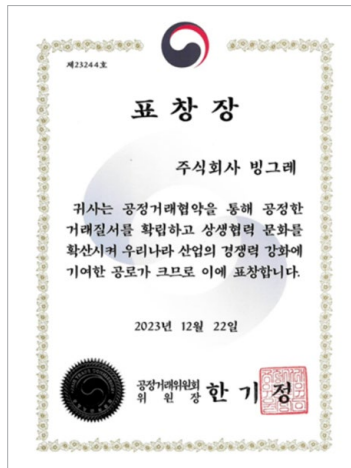 제23244호
표창장
주식회사 빙그레
귀사는 공정거래협약을 통해 공정한
거래질서를 확립하고 상생협력 문화를
확산시켜 우리나라 산업의 경쟁력 강화에
기여한 공로가 크므로 이에 표창합니다.
2023년 12월 22일
공정거래위원회
위원장 한기정